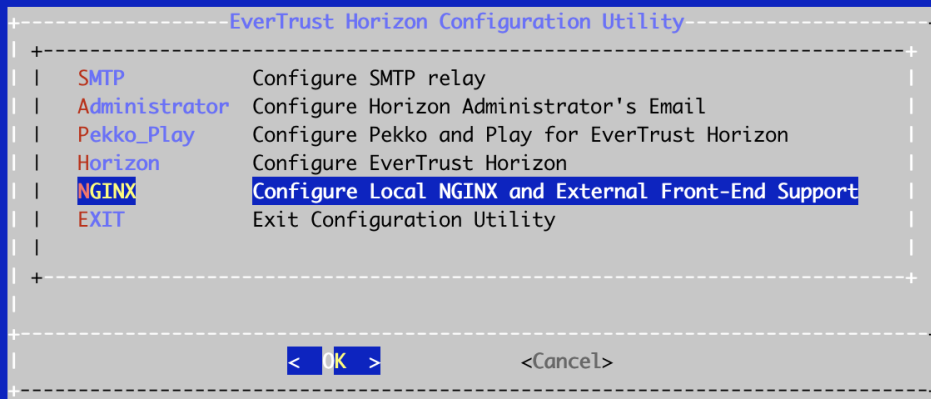 EverTrust Horizon Configuration Utility
SMTP Configure SMTP relay
Administrator Configure Horizon Administrator's Email
Pekko_Play Configure Pekko and Play for EverTrust Horizon
Horizon Configure EverTrust Horizon
NGINX Configure Local NGINX and External Front-End Support
EXIT Exit Configuration Utility
< OK > <Cancel>